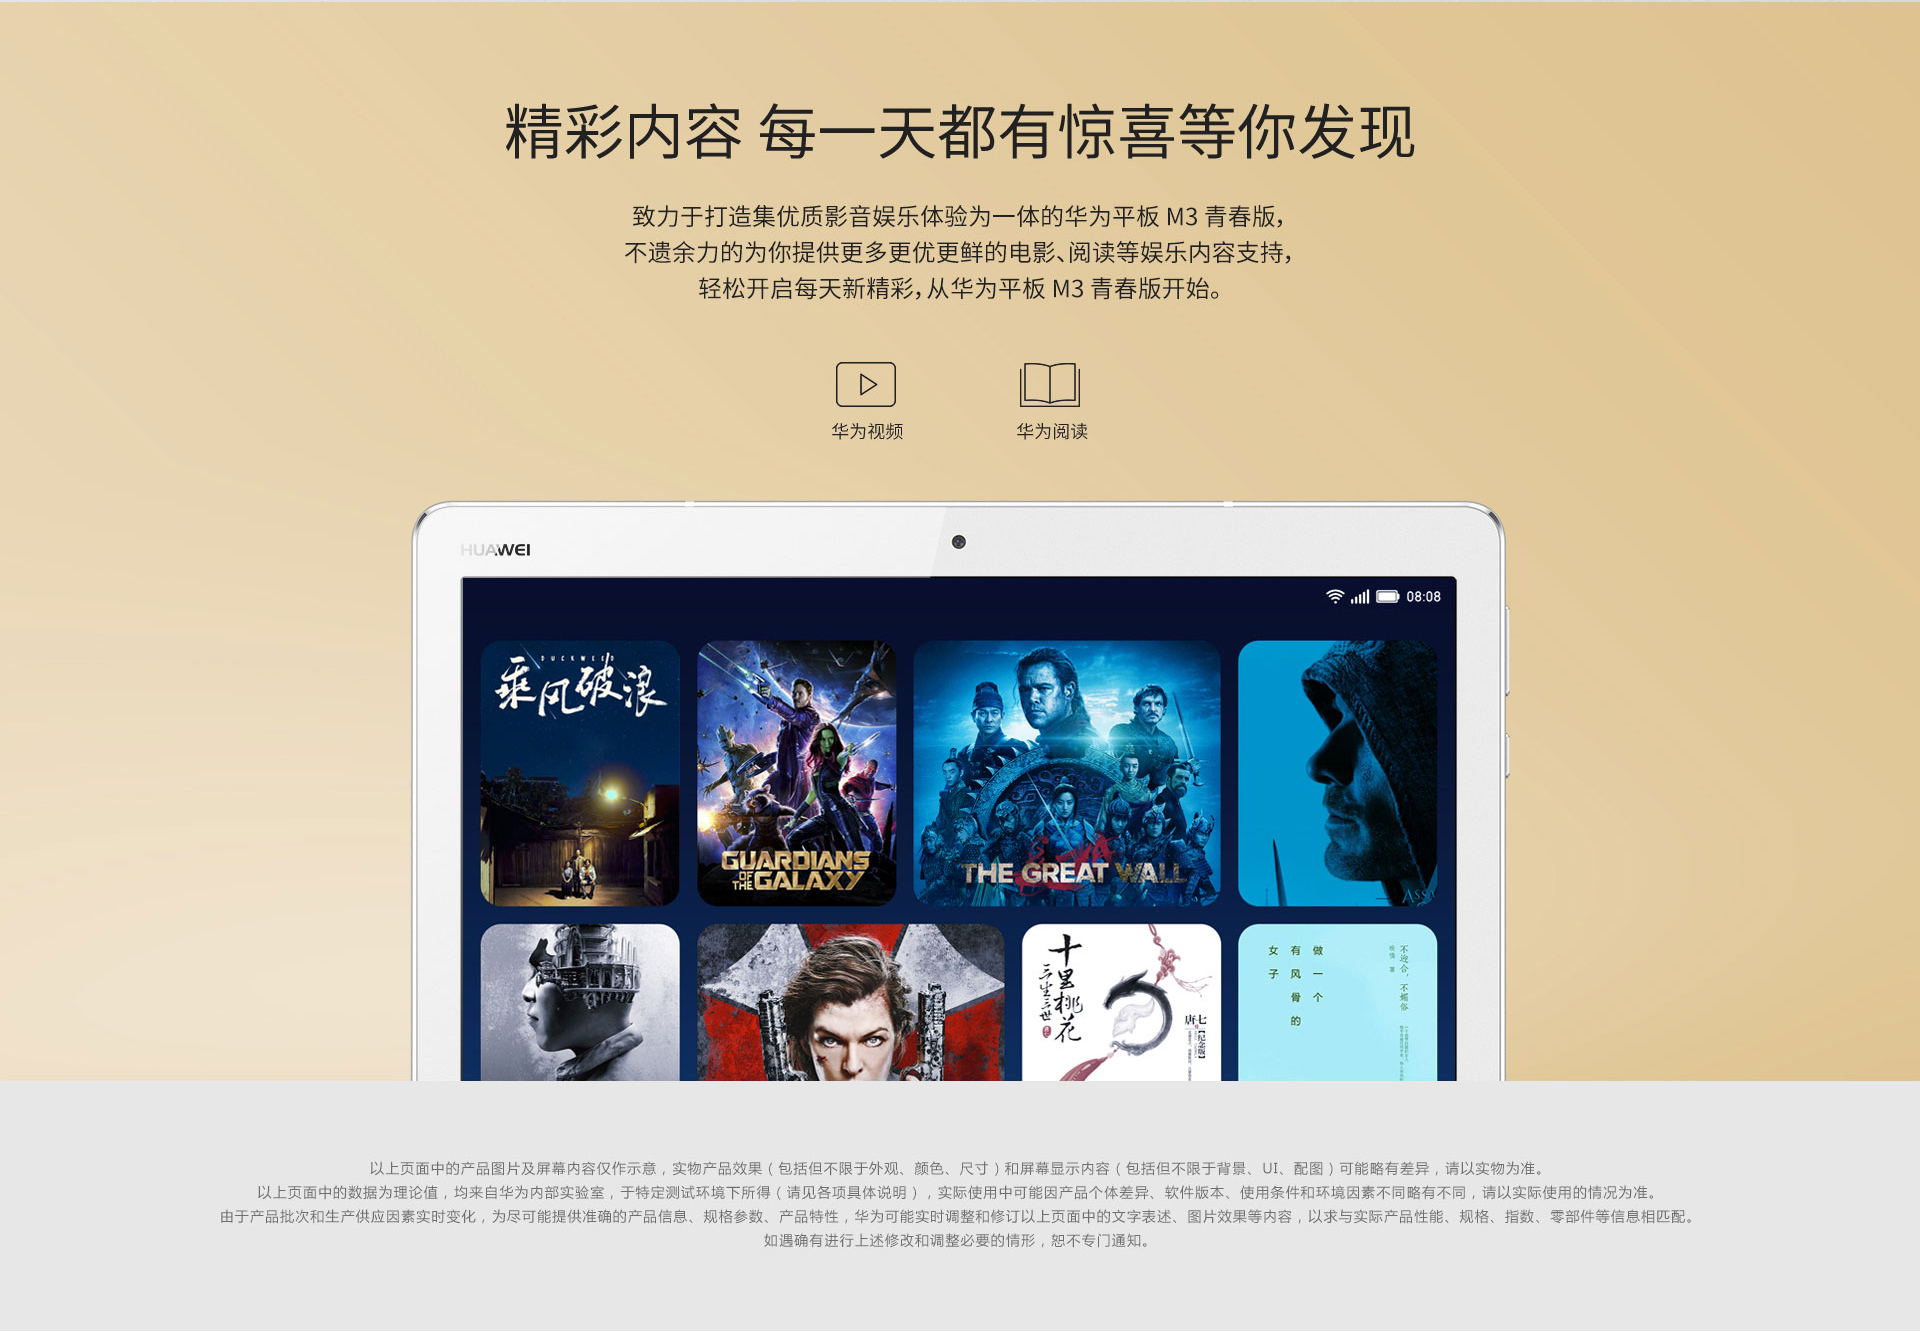 精彩内容 每一天都有惊喜等你发现
致力于打造集优质影音娱乐体验为一体的华为平板 M3 青春版，
不遗余力的为你提供更多更优更鲜的电影、阅读等娱乐内容支持，
轻松开启每天新精彩，从华为平板 M3 青春版开始。
华为视频
华为阅读
HUAWEI
08:08
DUCKWEED
乘风破浪
GUARDIANS
OF THE GALAXY
THE GREAT WALL
ASSA
十里桃花
三生三世
唐七
【纪念版】
做一个
有风骨的
女子
不迎合，不媚俗
以上页面中的产品图片及屏幕内容仅作示意，实物产品效果（包括但不限于外观、颜色、尺寸）和屏幕显示内容（包括但不限于背景、UI、配图）可能略有差异，请以实物为准。
以上页面中的数据为理论值，均来自华为内部实验室，于特定测试环境下所得（请见各项具体说明），实际使用中可能因产品个体差异、软件版本、使用条件和环境因素不同略有不同，请以实际使用的情况为准。
由于产品批次和生产供应因素实时变化，为尽可能提供准确的产品信息、规格参数、产品特性，华为可能实时调整和修订以上页面中的文字表述、图片效果等内容，以求与实际产品性能、规格、指数、零部件等信息相匹配。
如遇确有进行上述修改和调整必要的情形，恕不专门通知。